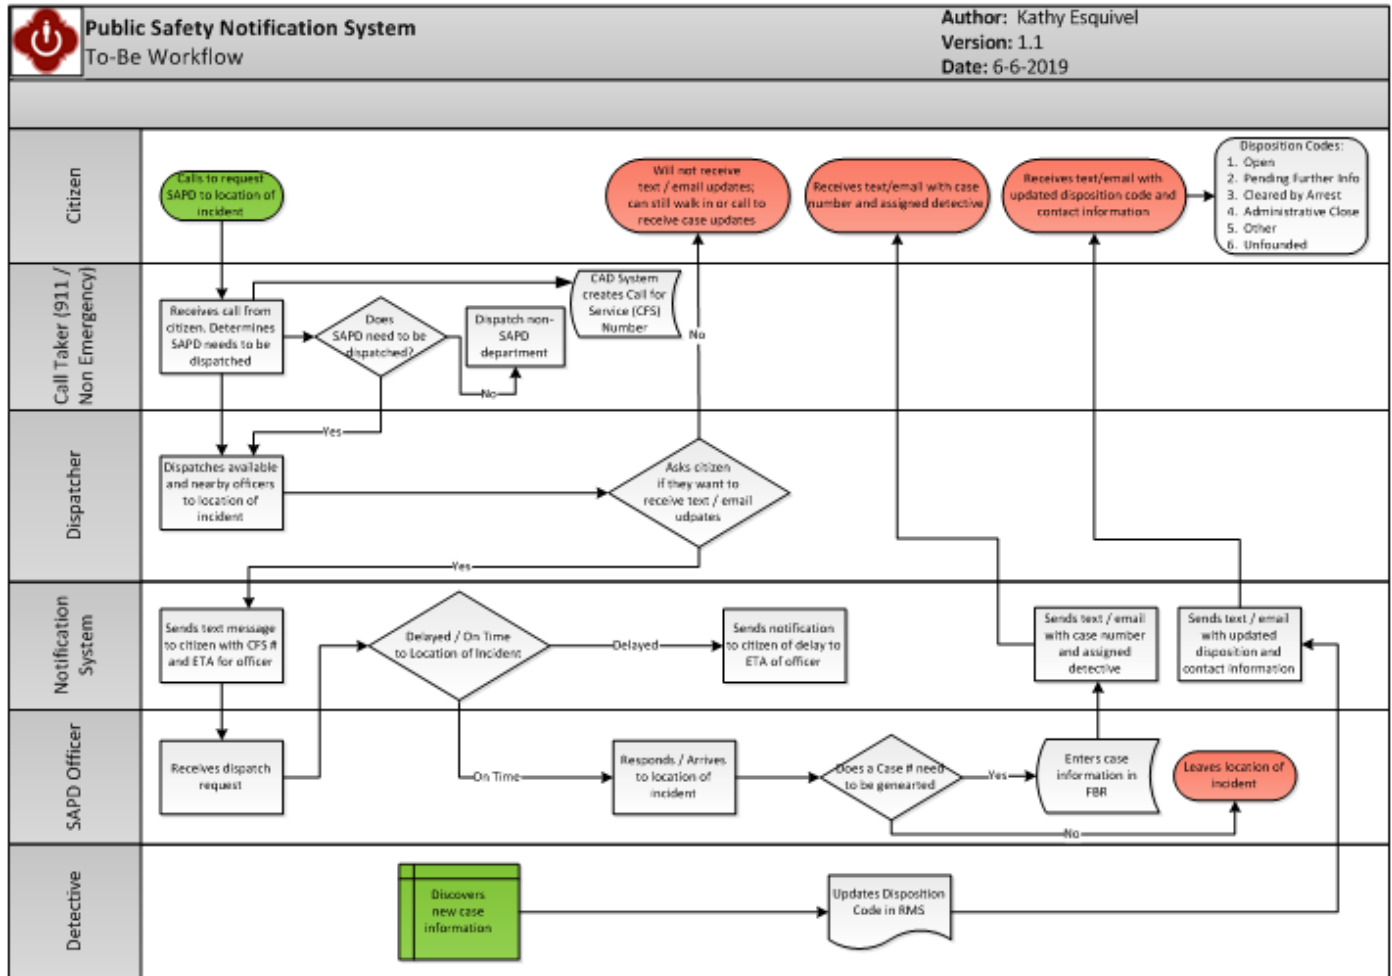 Public Safety Notification System
To-Be Workflow
Author: Kathy Esquivel
Version: 1.1
Date: 6-6-2019
Citizen
Calls to request
SAPD to location of
incident
Will not receive
text / email updates;
can still walk in or call to
receive case updates
Receives text/email with case
number and assigned detective
Receives text/email with
updated disposition code and
contact information
Disposition Codes:
1. Open
2. Pending Further Info
3. Cleared by Arrest
4. Administrative Close
5. Other
6. Unfounded
Call Taker (911 /
Non Emergency)
Receives call from
citizen. Determines
SAPD needs to be
dispatched
Does
SAPD need to be
dispatched?
Dispatch non-
SAPD
department
No
CAD System
creates Call for
Service (CFS)
Number
No
Yes
Dispatcher
Dispatches available
and nearby officers
to location of
incident
Asks citizen
if they want to
receive text / email
udpates
Yes
Notification
System
Sends text message
to citizen with CFS #
and ETA for officer
Delayed / On Time
to Location of Incident
Delayed
Sends notification
to citizen of delay to
ETA of officer
Sends text / email
with case number
and assigned
detective
Sends text / email
with updated
disposition and
contact information
SAPD Officer
Receives dispatch
request
On Time
Responds / Arrives
to location of
incident
Does a Case # need
to be genearted
Yes
Enters case
information in
FBR
Leaves location of
incident
No
Detective
Discovers
new case
information
Updates Disposition
Code in RMS